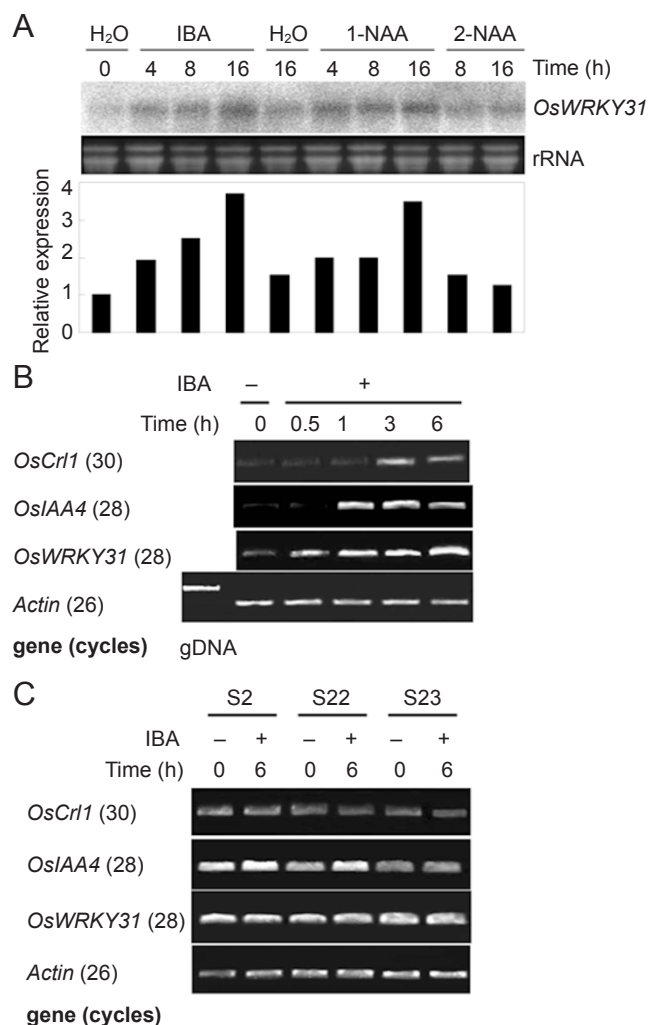 A
H₂O IBA H₂O 1-NAA 2-NAA
0 4 8 16 16 4 8 16 8 16 Time (h)
OsWRKY31
rRNA
Relative expression
4
3
2
1
0
B
IBA – +
Time (h) 0 0.5 1 3 6
OsCrl1 (30)
OsIAA4 (28)
OsWRKY31 (28)
Actin (26)
gene (cycles) gDNA
C
S2 S22 S23
IBA – + – + – +
Time (h) 0 6 0 6 0 6
OsCrl1 (30)
OsIAA4 (28)
OsWRKY31 (28)
Actin (26)
gene (cycles)